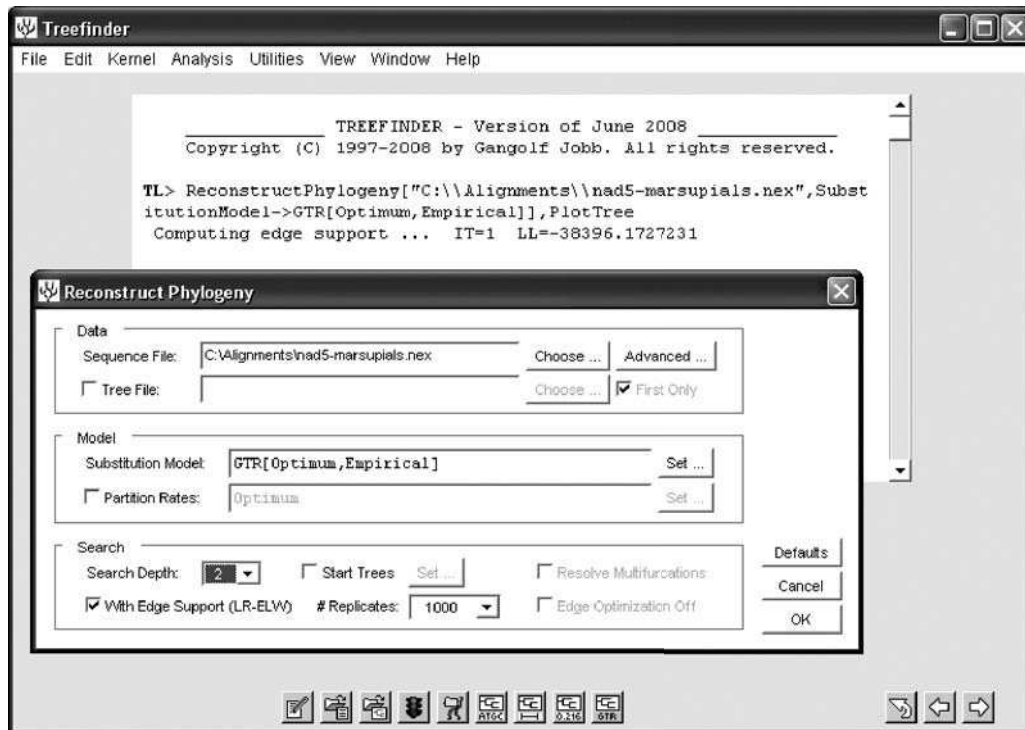 Treefinder
File Edit Kernel Analysis Utilities View Window Help
TREEFINDER - Version of June 2008
Copyright (C) 1997-2008 by Gangolf Jobb. All rights reserved.
TL> ReconstructPhylogeny["C:\\Alignments\\nad5-marsupials.nex",Subst
itutionModel->GTR[Optimum,Empirical]],PlotTree
Computing edge support ... IT=1 LL=-38396.1727231
Reconstruct Phylogeny
Data
Sequence File: C:\Alignments\nad5-marsupials.nex Choose ... Advanced ...
Tree File: Choose ... First Only
Model
Substitution Model: GTR[Optimum,Empirical] Set ...
Partition Rates: Optimum Set ...
Search
Search Depth: 2 Start Trees Set ... Resolve Multifurcations
With Edge Support (LR-ELW) # Replicates: 1000 Edge Optimization Off
Defaults
Cancel
OK
ATGC 0.216 GTR